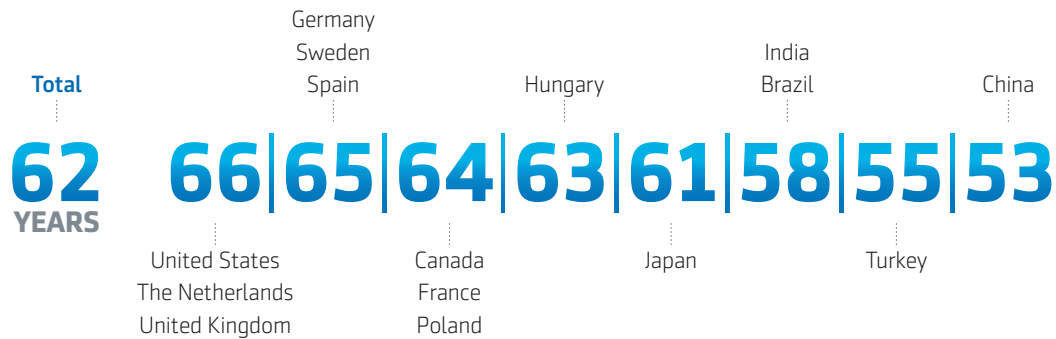 Germany
Sweden
Spain
Total
Hungary
India
Brazil
China
62
YEARS
66
65
64
63
61
58
55
53
United States
The Netherlands
United Kingdom
Canada
France
Poland
Japan
Turkey